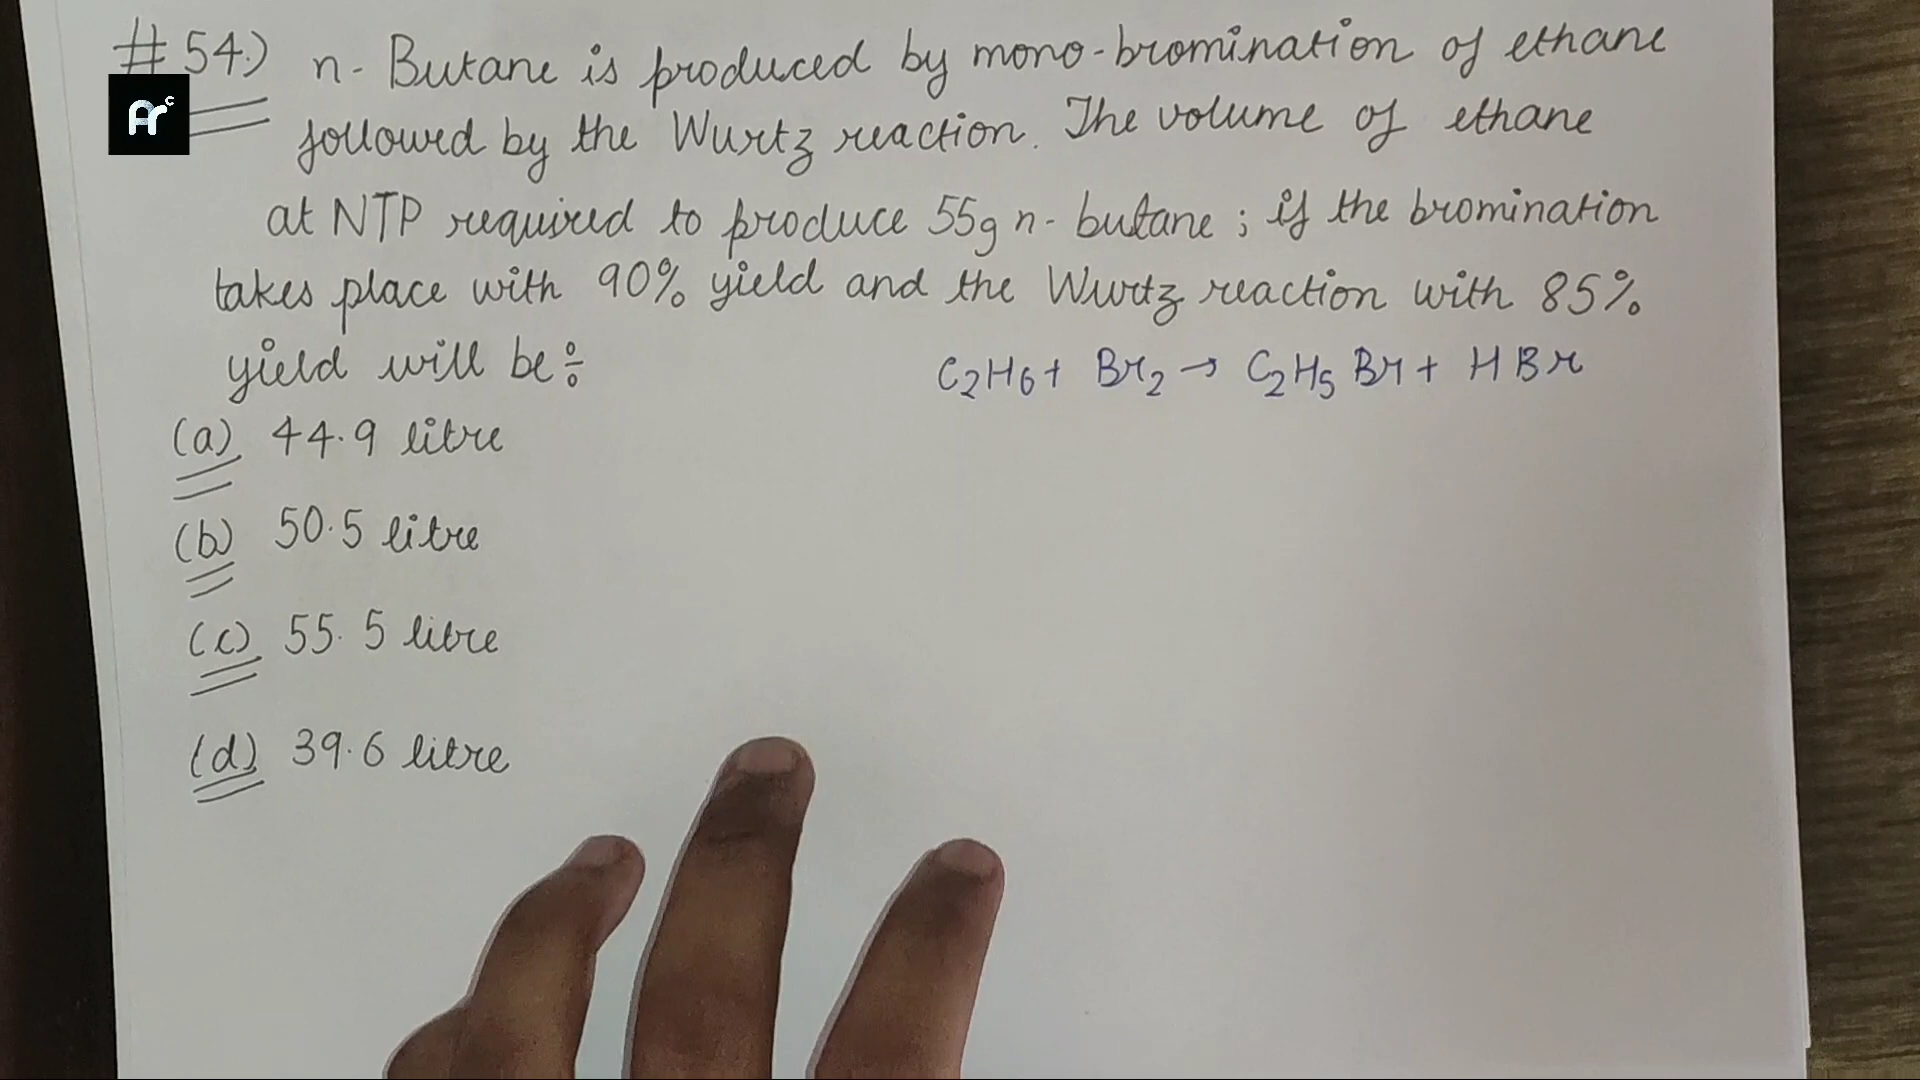 #54.) n-Butane is produced by mono-bromination of ethane
Ar c
followed by the Wurtz reaction. The volume of ethane
at NTP required to produce 55g n-butane ; if the bromination
takes place with 90% yield and the Wurtz reaction with 85%
yield will be÷
C2H6 + Br2 → C2H5 Br + HBr
(a) 44.9 litre
(b) 50.5 litre
(c) 55.5 litre
(d) 39.6 litre